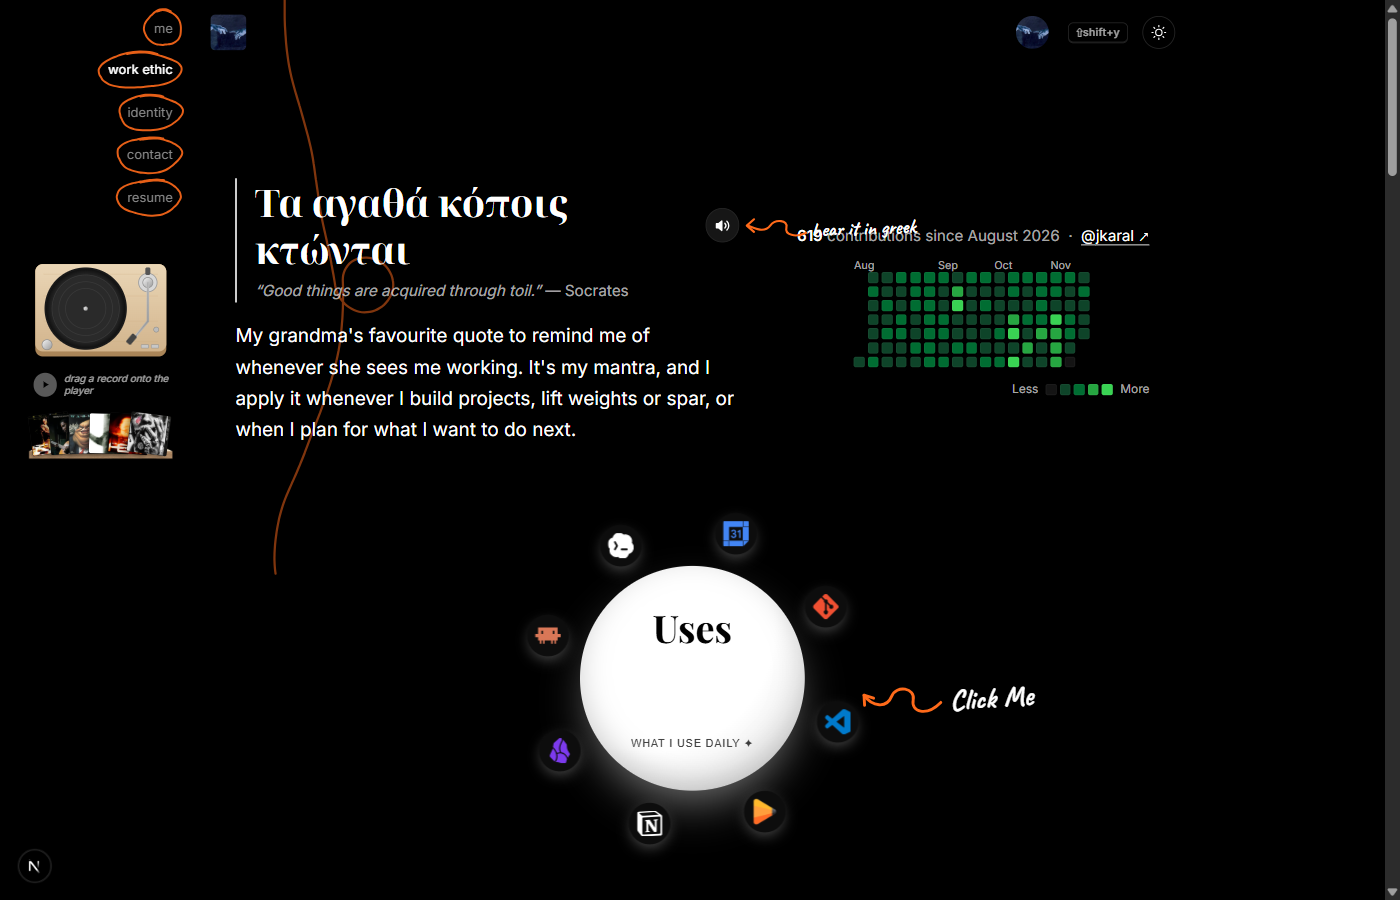 me
work ethic
identity
contact
resume
drag a record onto the
player
⇧shift+y
Τα αγαθά κόποις
κτώνται
“Good things are acquired through toil.” — Socrates
My grandma's favourite quote to remind me of
whenever she sees me working. It's my mantra, and I
apply it whenever I build projects, lift weights or spar, or
when I plan for what I want to do next.
hear it in greek
619 contributions since August 2026 · @jkaral ↗
Aug Sep Oct Nov
Less More
31
Uses
WHAT I USE DAILY ✦
Click Me
N
N